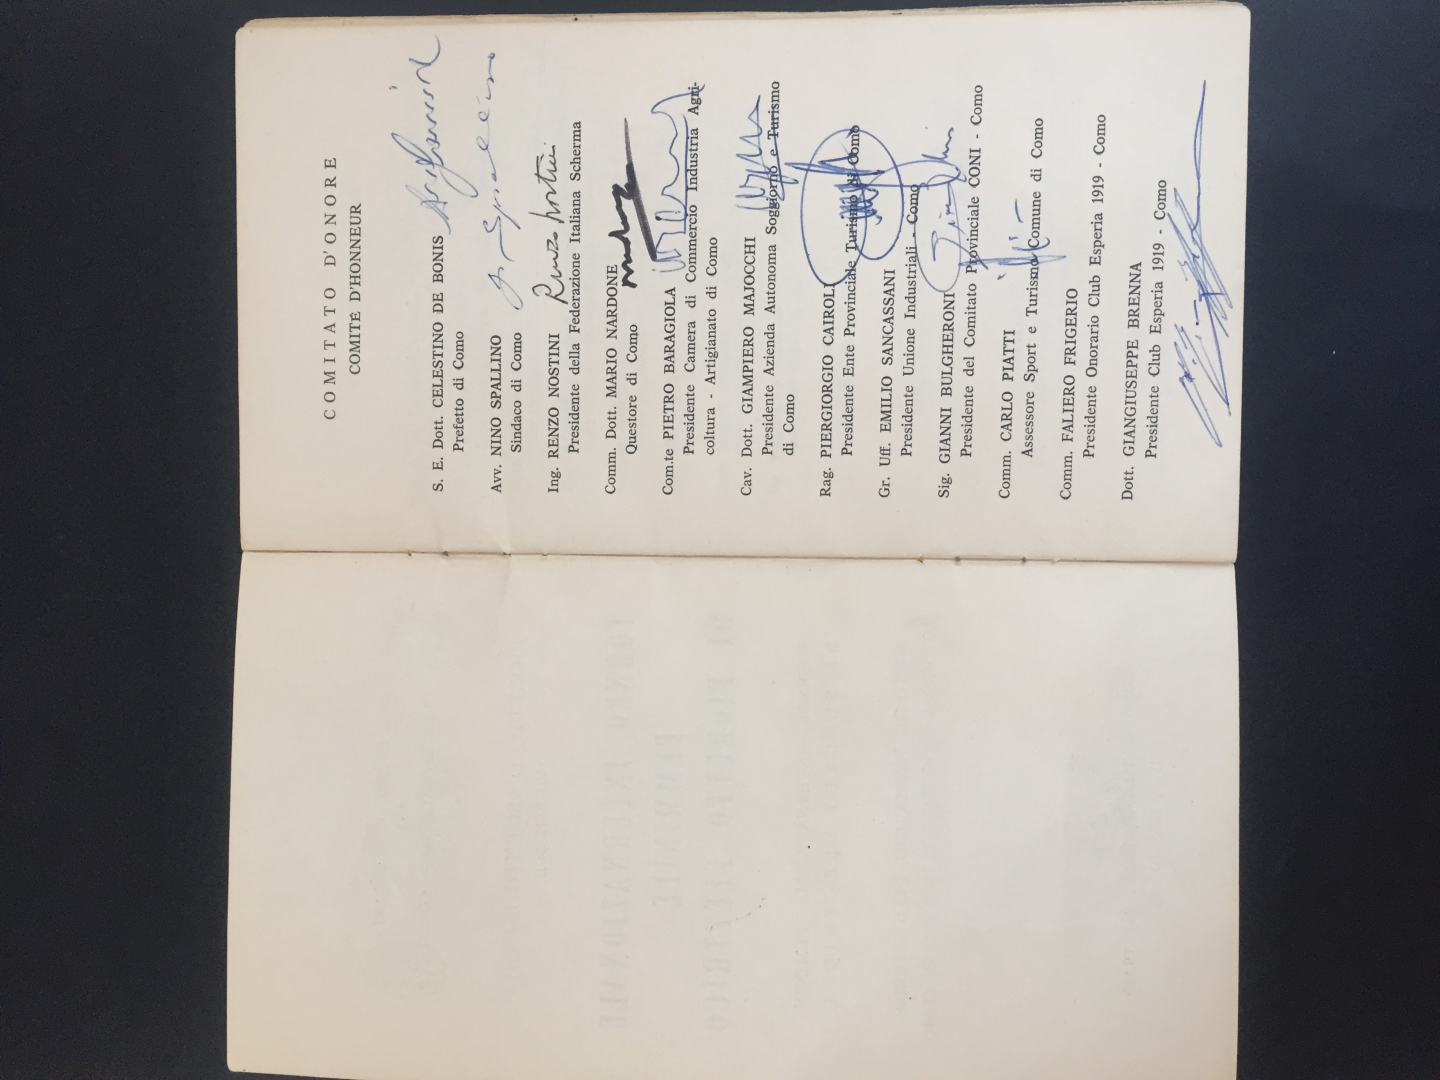 COMITATO D'ONORE
COMITÉ D'HONNEUR
S. E. Dott. CELESTINO DE BONIS
Prefetto di Como
Avv. NINO SPALLINO
Sindaco di Como
Ing. RENZO NOSTINI Renzo Nostini
Presidente della Federazione Italiana Scherma
Comm. Dott. MARIO NARDONE
Questore di Como
Com.te PIETRO BARAGIOLA
Presidente Camera di Commercio Industria Agri-
coltura - Artigianato di Como
Cav. Dott. GIAMPIERO MAJOCCHI
Presidente Azienda Autonoma Soggiorno e Turismo
di Como
Rag. PIERGIORGIO CAIROLI
Presidente Ente Provinciale Turismo di Como
Gr. Uff. EMILIO SANCASSANI
Presidente Unione Industriali - Como
Sig. GIANNI BULGHERONI
Presidente del Comitato Provinciale CONI - Como
Comm. CARLO PIATTI
Assessore Sport e Turismo Comune di Como
Comm. FALIERO FRIGERIO
Presidente Onorario Club Esperia 1919 - Como
Dott. GIANGIUSEPPE BRENNA
Presidente Club Esperia 1919 - Como